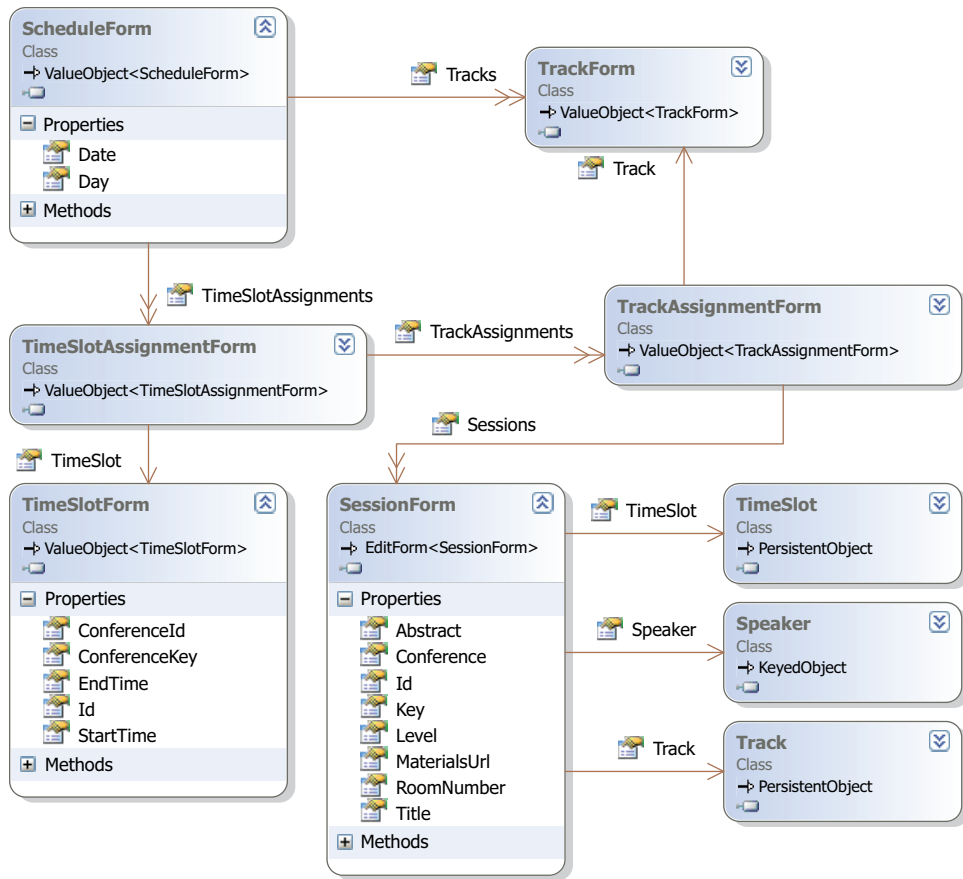 ScheduleForm
Class
ValueObject<ScheduleForm>
Properties
Date
Day
Methods
Tracks
TrackForm
Class
ValueObject<TrackForm>
Track
TimeSlotAssignments
TimeSlotAssignmentForm
Class
ValueObject<TimeSlotAssignmentForm>
TrackAssignments
TrackAssignmentForm
Class
ValueObject<TrackAssignmentForm>
Sessions
TimeSlot
TimeSlotForm
Class
ValueObject<TimeSlotForm>
Properties
ConferenceId
ConferenceKey
EndTime
Id
StartTime
Methods
SessionForm
Class
EditForm<SessionForm>
Properties
Abstract
Conference
Id
Key
Level
MaterialsUrl
RoomNumber
Title
Methods
TimeSlot
TimeSlot
Class
PersistentObject
Speaker
Speaker
Class
KeyedObject
Track
Track
Class
PersistentObject